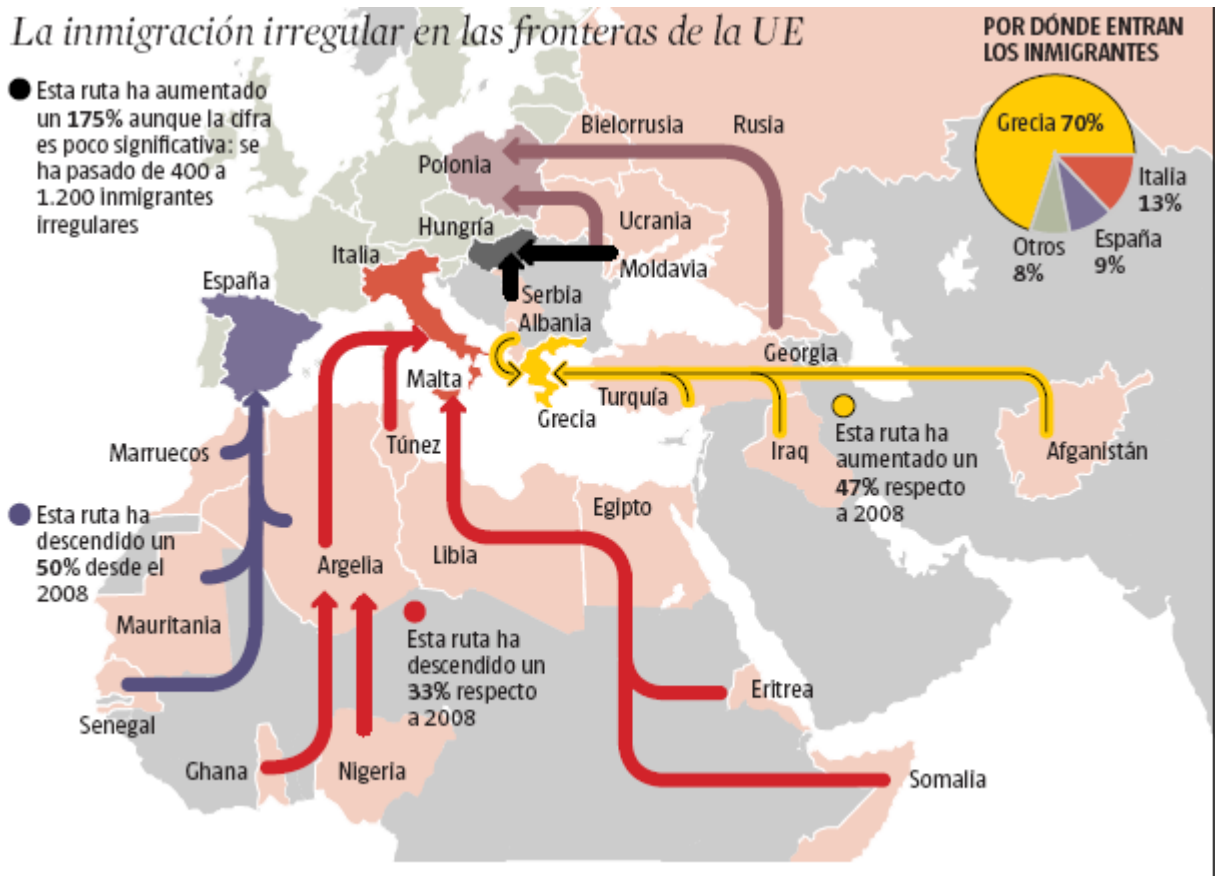 La inmigración irregular en las fronteras de la UE
Esta ruta ha aumentado
un 175% aunque la cifra
es poco significativa: se
ha pasado de 400 a
1.200 inmigrantes
irregulares
POR DÓNDE ENTRAN
LOS INMIGRANTES
Grecia 70%
Italia
13%
España
9%
Otros
8%
Bielorrusia
Rusia
Polonia
Ucrania
Hungría
Italia
Moldavia
España
Serbia
Albania
Georgia
Malta
Turquía
Grecia
Marruecos
Túnez
Iraq
Afganistán
Esta ruta ha
aumentado un
47% respecto
a 2008
Egipto
Esta ruta ha
descendido un
50% desde el
2008
Argelia
Libia
Mauritania
Esta ruta ha
descendido un
33% respecto
a 2008
Eritrea
Senegal
Ghana
Nigeria
Somalia